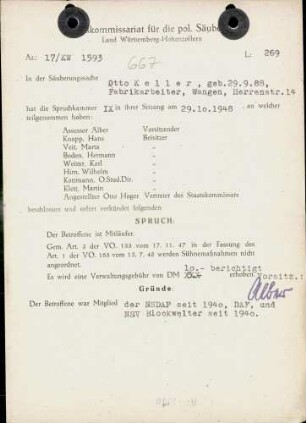 kommissariat für die pol. Säube
Land Württemberg-Hohenzollern
Az.: 17/KW 1593
L: 269
667
In der Säuberungssache
Otto Keller, geb.29.9.88,
Fabrikarbeiter, Wangen, Herrenstr.14
hat die Spruchkammer IX in ihrer Sitzung am 29.10.1948 , an welcher
teilgenommen haben:
Assessor Alber Vorsitzender
Knapp, Hans Beisitzer
Veit, Maria "
Boden, Hermann "
Weiner, Karl "
Hirn, Wilhelm "
O.Stud.Dir. "
Klett, Martin "
Angestellter Otto Hager Vertreter des Staatskommissars
beschlossen und sofort verkündet folgenden
SPRUCH:
Der Betroffene ist Mitläufer.
Gem. Art. 2 der VO. 133 vom 17. 11. 47 in der Fassung des
Art. 1 der VO. 165 vom 13. 7. 48 werden Sühnemaßnahmen nicht
angeordnet.
Es wird eine Verwaltungsgebühr von DM 10.- berichtigt erhoben
Vorsitz.:
Alber
Gründe:
Der Betroffene war Mitglied der NSDAP seit 1940, DAF, und
NSV Blockwalter seit 1940.